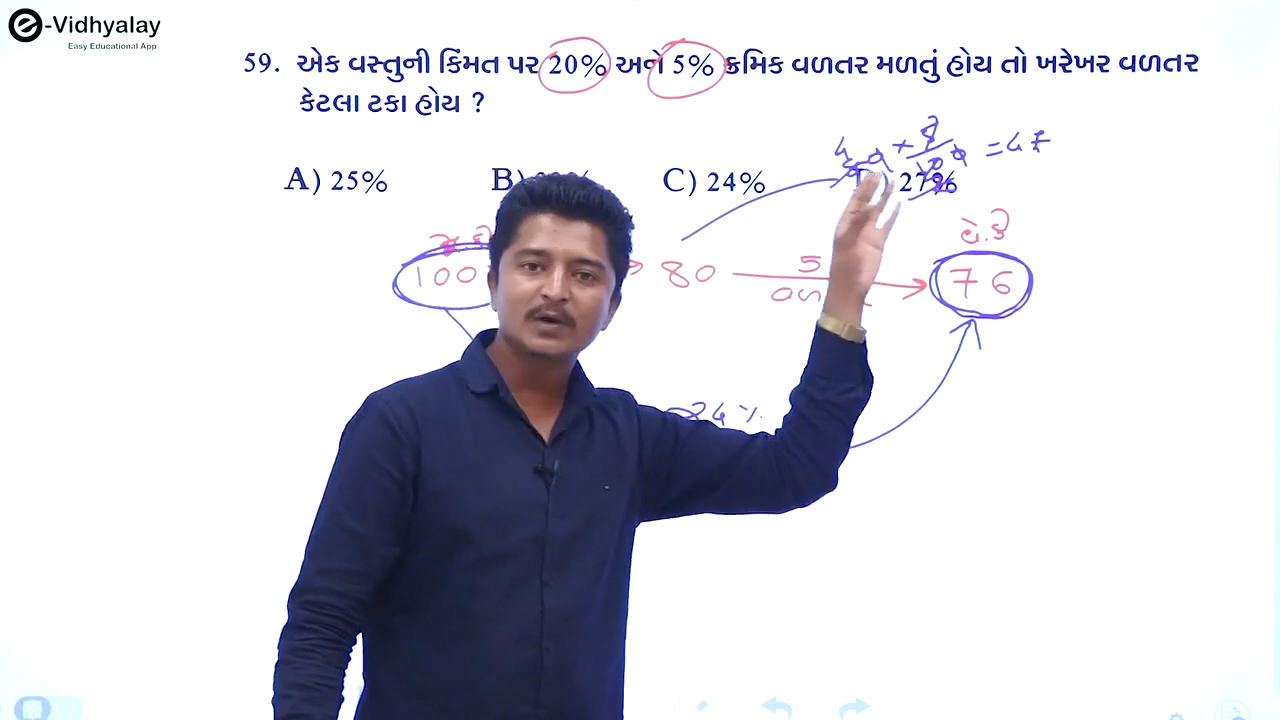 e-Vidhyalay
Easy Educational App
59. એક વસ્તુની કિંમત પર 20% અને 5% ક્રમિક વળતર મળતું હોય તો ખરેખર વળતર
કેટલા ટકા હોય ?
A) 25% B) C) 24% 27%
100 80 5 76
24%